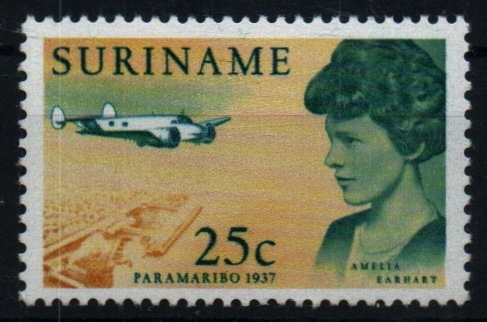 SURINAME
25c
PARAMARIBO 1937
AMELIA
EARHART